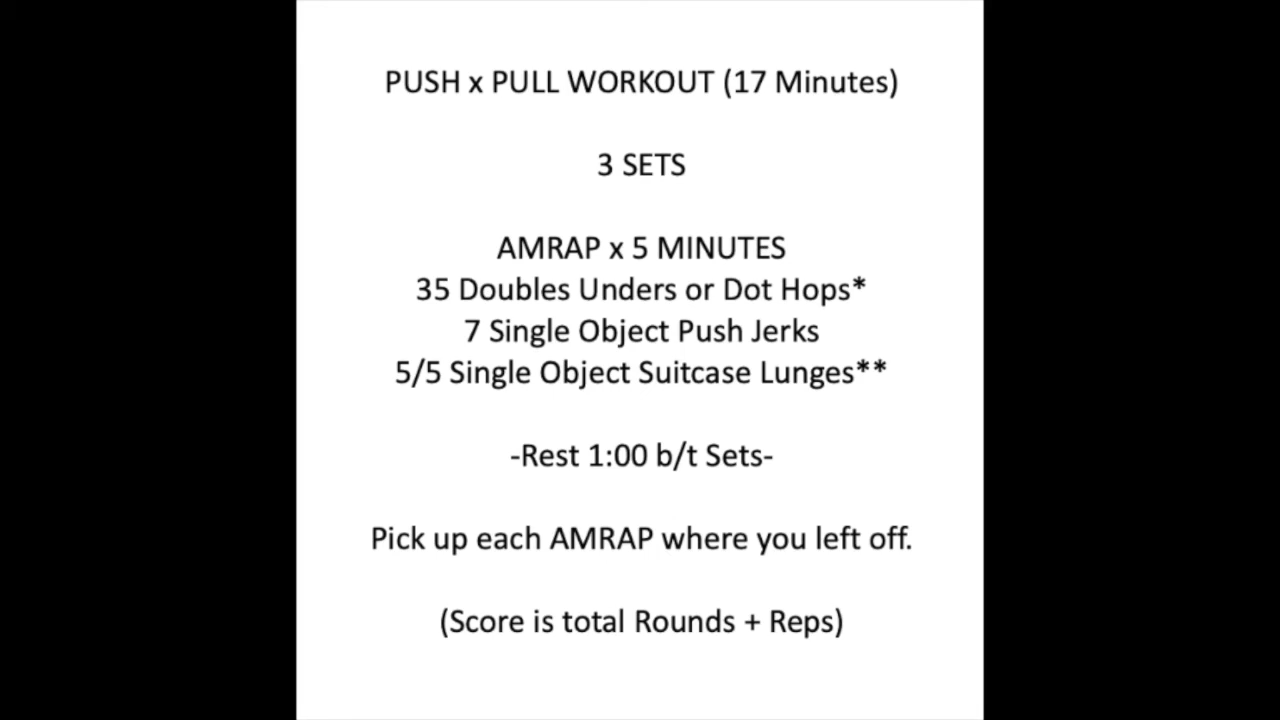 PUSH x PULL WORKOUT (17 Minutes)
3 SETS
AMRAP x 5 MINUTES
35 Doubles Unders or Dot Hops*
7 Single Object Push Jerks
5/5 Single Object Suitcase Lunges**
-Rest 1:00 b/t Sets-
Pick up each AMRAP where you left off.
(Score is total Rounds + Reps)